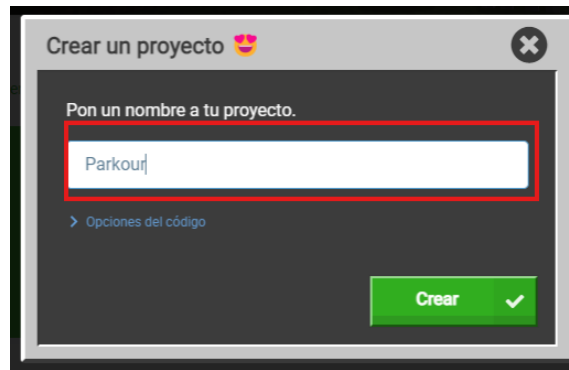 Crear un proyecto 😍
Pon un nombre a tu proyecto.
Parkour
Opciones del código
Crear